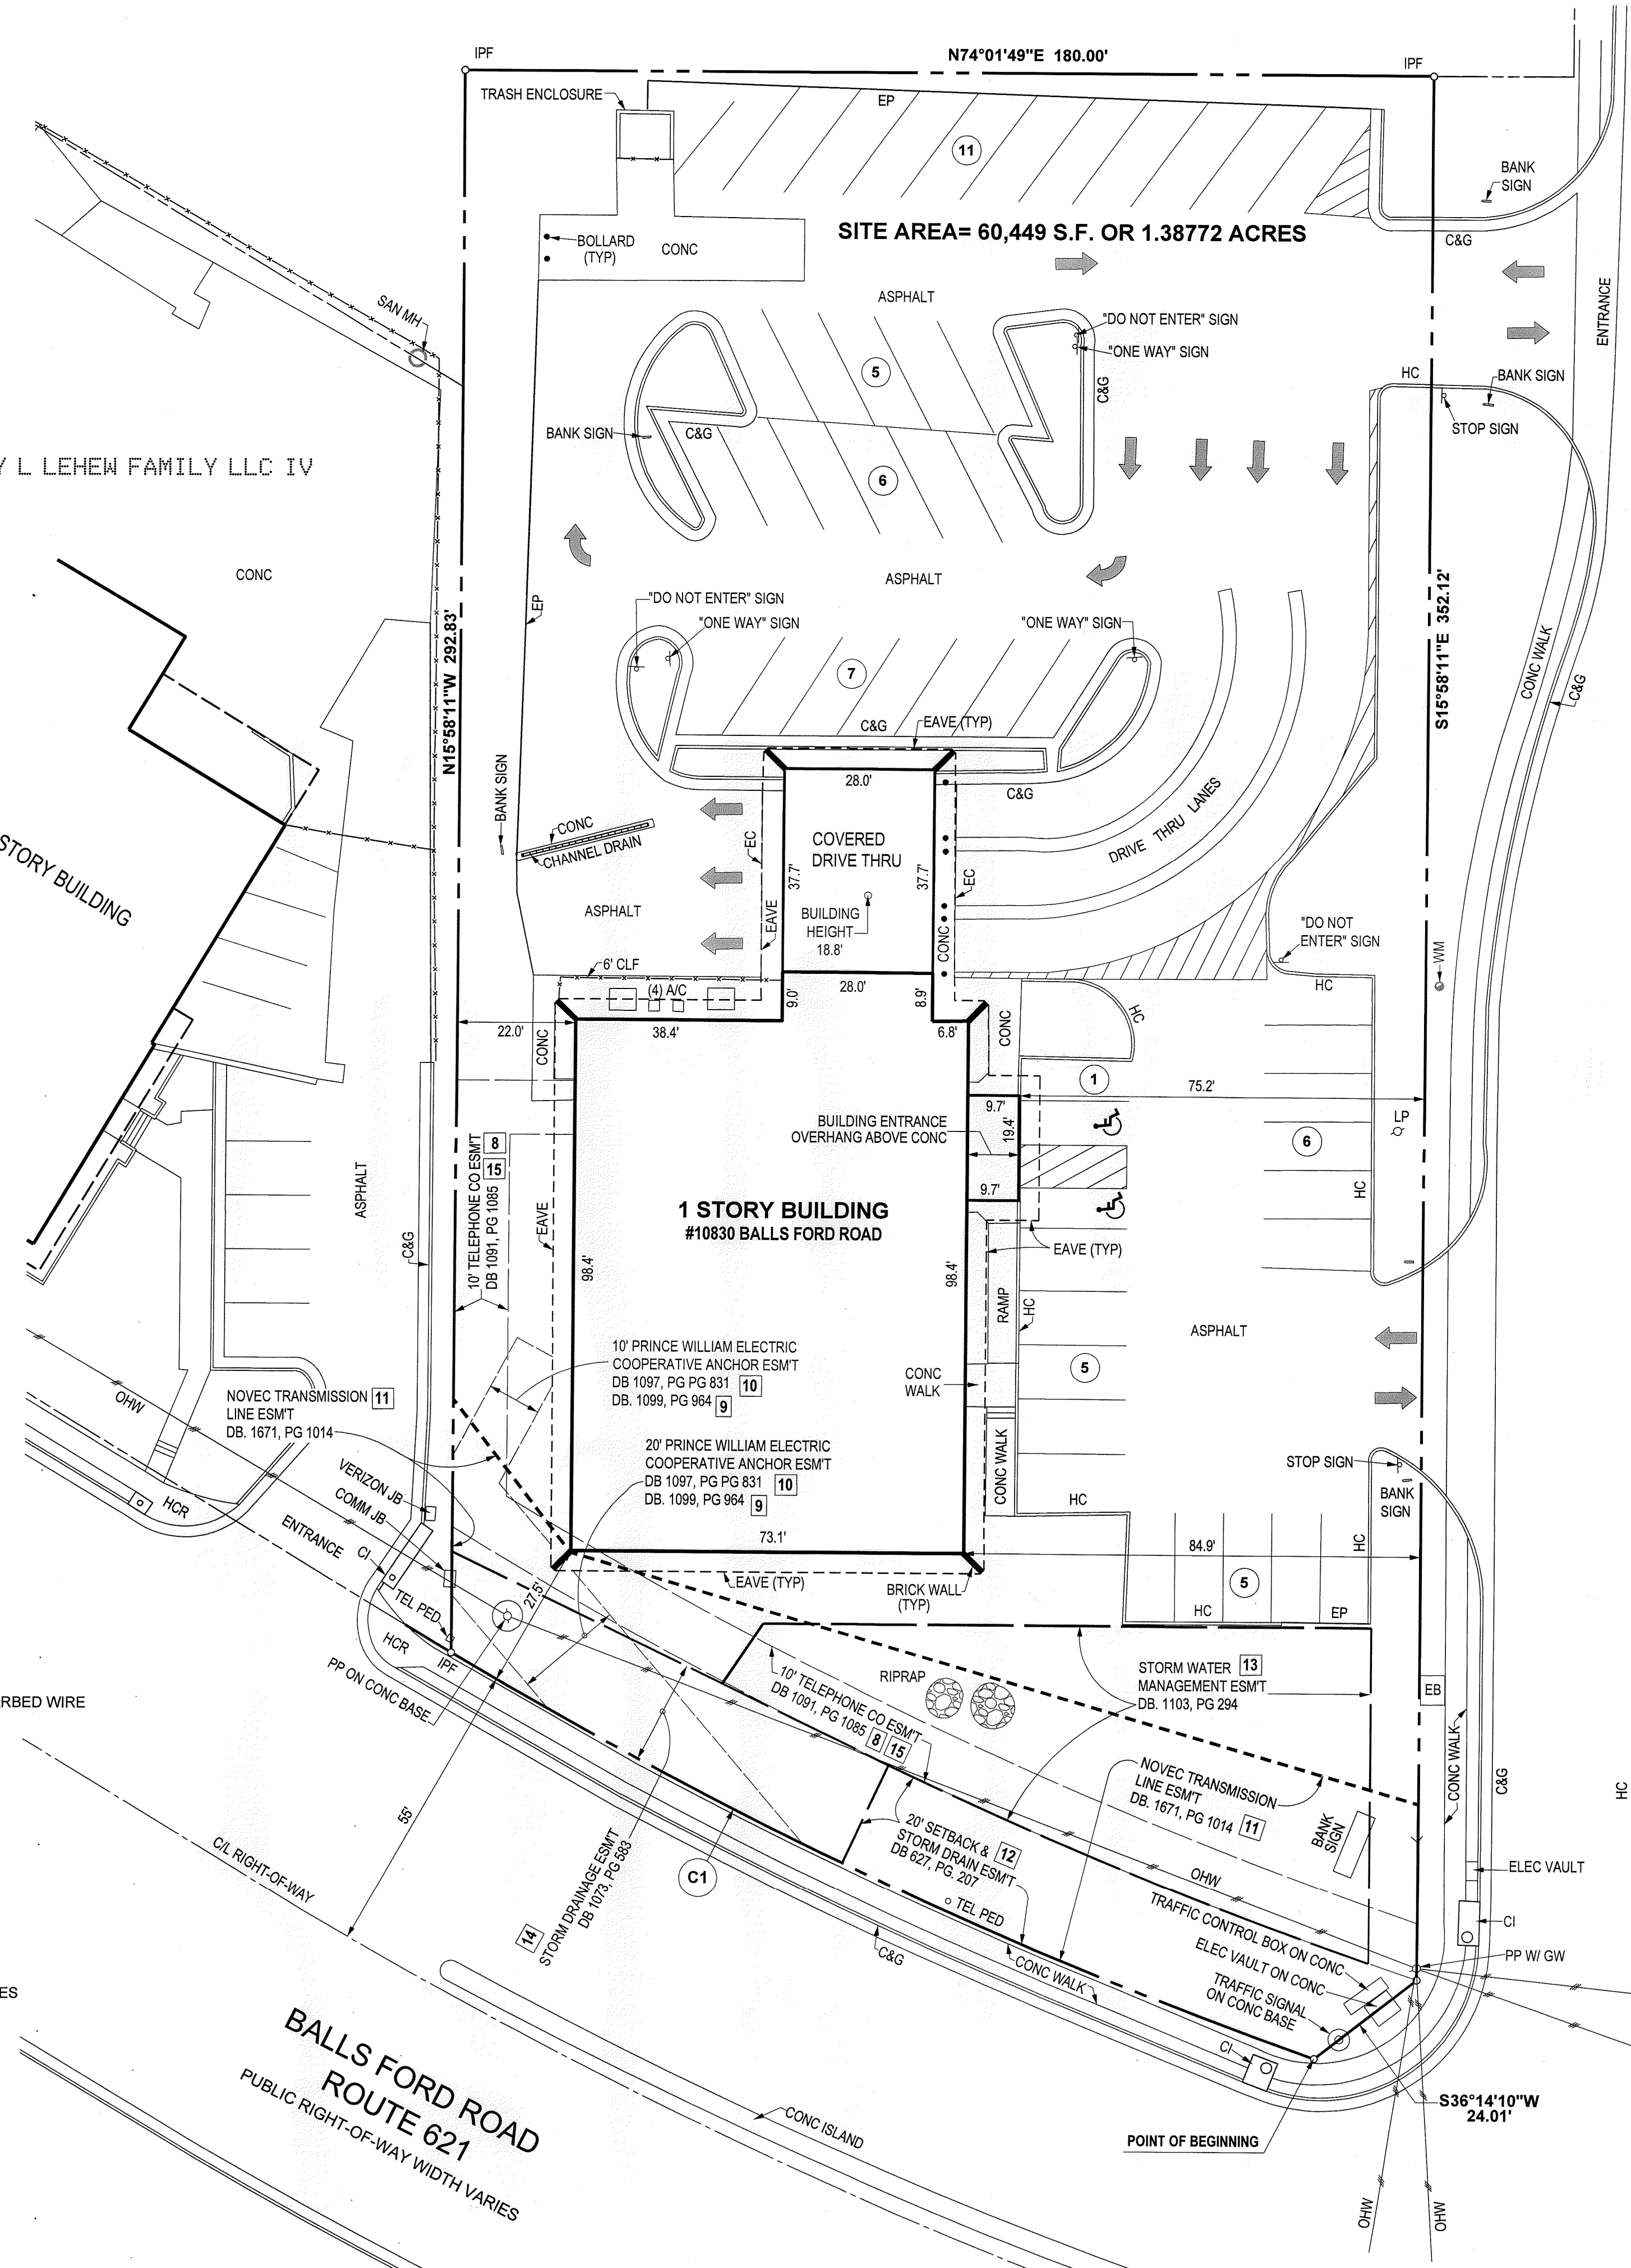 IPF
N74°01'49"E 180.00'
IPF
TRASH ENCLOSURE
EP
11
BANK
SIGN
SITE AREA= 60,449 S.F. OR 1.38772 ACRES
BOLLARD
(TYP)
CONC
C&G
ASPHALT
ENTRANCE
SAN MH
"DO NOT ENTER" SIGN
"ONE WAY" SIGN
5
C&G
HC
BANK SIGN
STOP SIGN
BANK SIGN
C&G
Y L LEHEW FAMILY LLC IV
6
CONC
ASPHALT
EP
"DO NOT ENTER" SIGN
"ONE WAY" SIGN
"ONE WAY" SIGN
N15°58'11"W 292.83'
S15°58'11"E 352.12'
CONC WALK
C&G
7
C&G
EAVE (TYP)
28.0'
C&G
BANK SIGN
CONC
CHANNEL DRAIN
EC
COVERED
DRIVE THRU
37.7'
37.7'
EC
DRIVE THRU LANES
STORY BUILDING
ASPHALT
EAVE
BUILDING
HEIGHT
18.8'
CONC
"DO NOT
ENTER" SIGN
WM
6' CLF
(4) A/C
9.0'
28.0'
8.9'
HC
HC
22.0'
CONC
38.4'
6.8'
CONC
1
75.2'
9.7'
LP
BUILDING ENTRANCE
OVERHANG ABOVE CONC
19.4'
6
10' TELEPHONE CO ESM'T 8
DB 1091, PG 1085 15
ASPHALT
9.7'
HC
1 STORY BUILDING
#10830 BALLS FORD ROAD
C&G
EAVE
EAVE (TYP)
98.4'
98.4'
RAMP
HC
ASPHALT
10' PRINCE WILLIAM ELECTRIC
COOPERATIVE ANCHOR ESM'T
DB 1097, PG PG 831 10
DB. 1099, PG 964 9
CONC
WALK
5
NOVEC TRANSMISSION 11
LINE ESM'T
DB. 1671, PG 1014
OHW
20' PRINCE WILLIAM ELECTRIC
COOPERATIVE ANCHOR ESM'T
DB 1097, PG PG 831 10
DB. 1099, PG 964 9
CONC WALK
STOP SIGN
BANK
SIGN
VERIZON JB
COMM JB
HCR
ENTRANCE
CI
HC
73.1'
HC
84.9'
EAVE (TYP)
BRICK WALL
(TYP)
5
27.5'
TEL PED
HC
EP
HCR
IPF
PP ON CONC BASE
RIPRAP
STORM WATER 13
MANAGEMENT ESM'T
DB. 1103, PG 294
EB
10' TELEPHONE CO ESM'T
DB 1091, PG 1085 8 15
ARBED WIRE
CONC WALK
C&G
HC
NOVEC TRANSMISSION
LINE ESM'T
DB. 1671, PG 1014 11
BANK
SIGN
55'
C/L RIGHT-OF-WAY
C1
20' SETBACK & 12
STORM DRAIN ESM'T
DB 627, PG. 207
OHW
ELEC VAULT
14
STORM DRAINAGE ESM'T
DB 1073, PG 583
TEL PED
TRAFFIC CONTROL BOX ON CONC
CI
C&G
CONC WALK
ELEC VAULT ON CONC
PP W/ GW
TRAFFIC SIGNAL
ON CONC BASE
ES
CI
BALLS FORD ROAD
ROUTE 621
PUBLIC RIGHT-OF-WAY WIDTH VARIES
CONC ISLAND
S36°14'10"W
24.01'
POINT OF BEGINNING
OHW
OHW